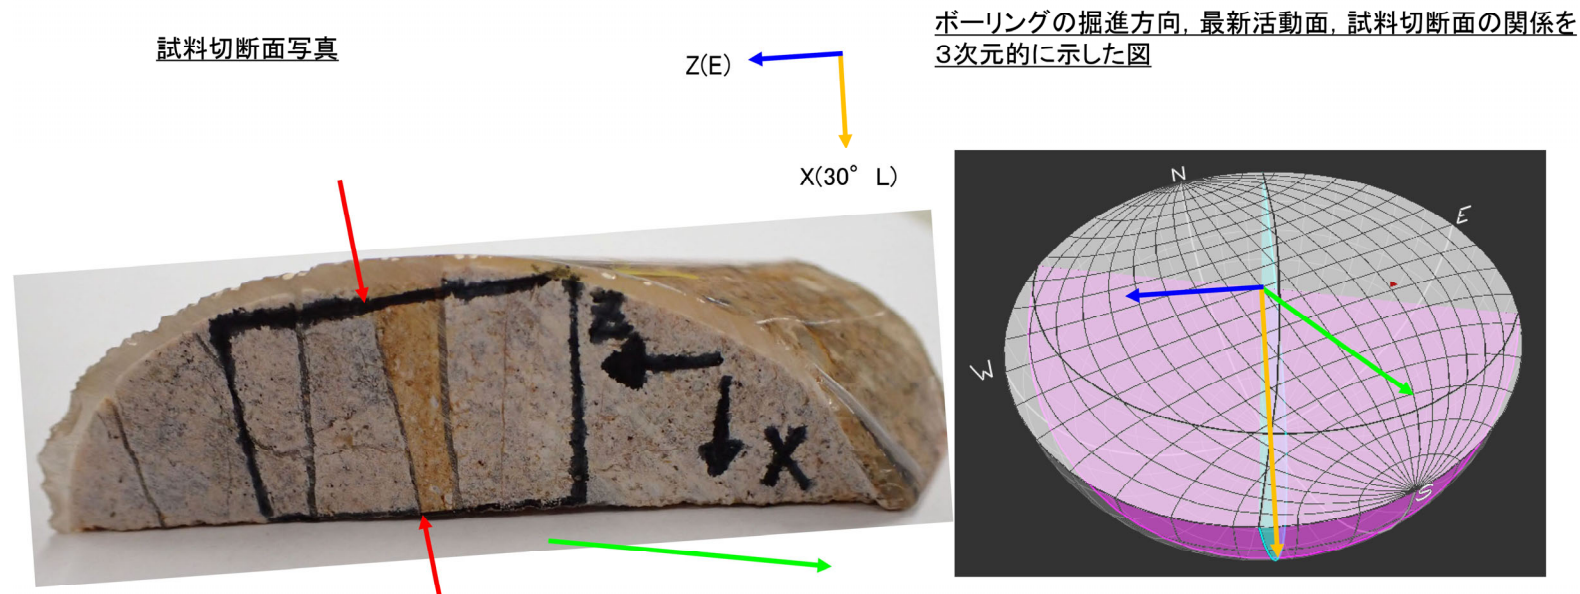 試料切断面写真
ボーリングの掘進方向, 最新活動面, 試料切断面の関係を
3次元的に示した図
Z(E)
X(30° L)
Z
X
N
E
W
S